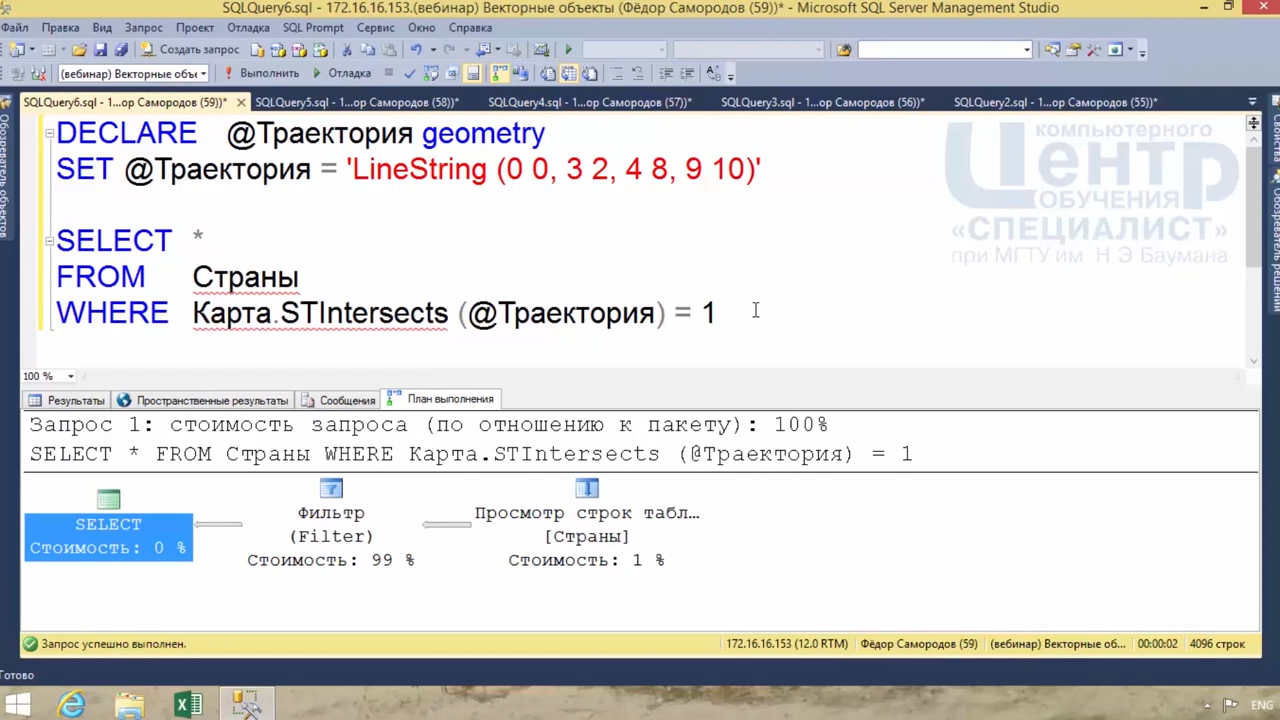 SQLQuery6.sql - 172.16.16.153.(вебинар) Векторные объекты (Фёдор Самородов (59))* - Microsoft SQL Server Management Studio
Файл Правка Вид Запрос Проект Отладка SQL Prompt Сервис Окно Справка
Создать запрос
(вебинар) Векторные объе Выполнить Отладка
SQLQuery6.sql - 1...ор Самородов (59))* SQLQuery5.sql - 1...ор Самородов (58))* SQLQuery4.sql - 1...ор Самородов (57))* SQLQuery3.sql - 1...ор Самородов (56))* SQLQuery2.sql - 1...ор Самородов (55))*
Обозреватель объектов
Свойства
Обозреватель решений
DECLARE @Траектория geometry
SET @Траектория = 'LineString (0 0, 3 2, 4 8, 9 10)'
SELECT *
FROM Страны
WHERE Карта.STIntersects (@Траектория) = 1
компьютерного
Центр
ОБУЧЕНИЯ
«СПЕЦИАЛИСТ»
при МГТУ им Н Э Баумана
100 %
Результаты Пространственные результаты Сообщения План выполнения
Запрос 1: стоимость запроса (по отношению к пакету): 100%
SELECT * FROM Страны WHERE Карта.STIntersects (@Траектория) = 1
SELECT
Стоимость: 0 %
Фильтр
(Filter)
Стоимость: 99 %
Просмотр строк табл…
[Страны]
Стоимость: 1 %
Запрос успешно выполнен. 172.16.16.153 (12.0 RTM) Фёдор Самородов (59) (вебинар) Векторные об... 00:00:02 4096 строк
Готово
ENG